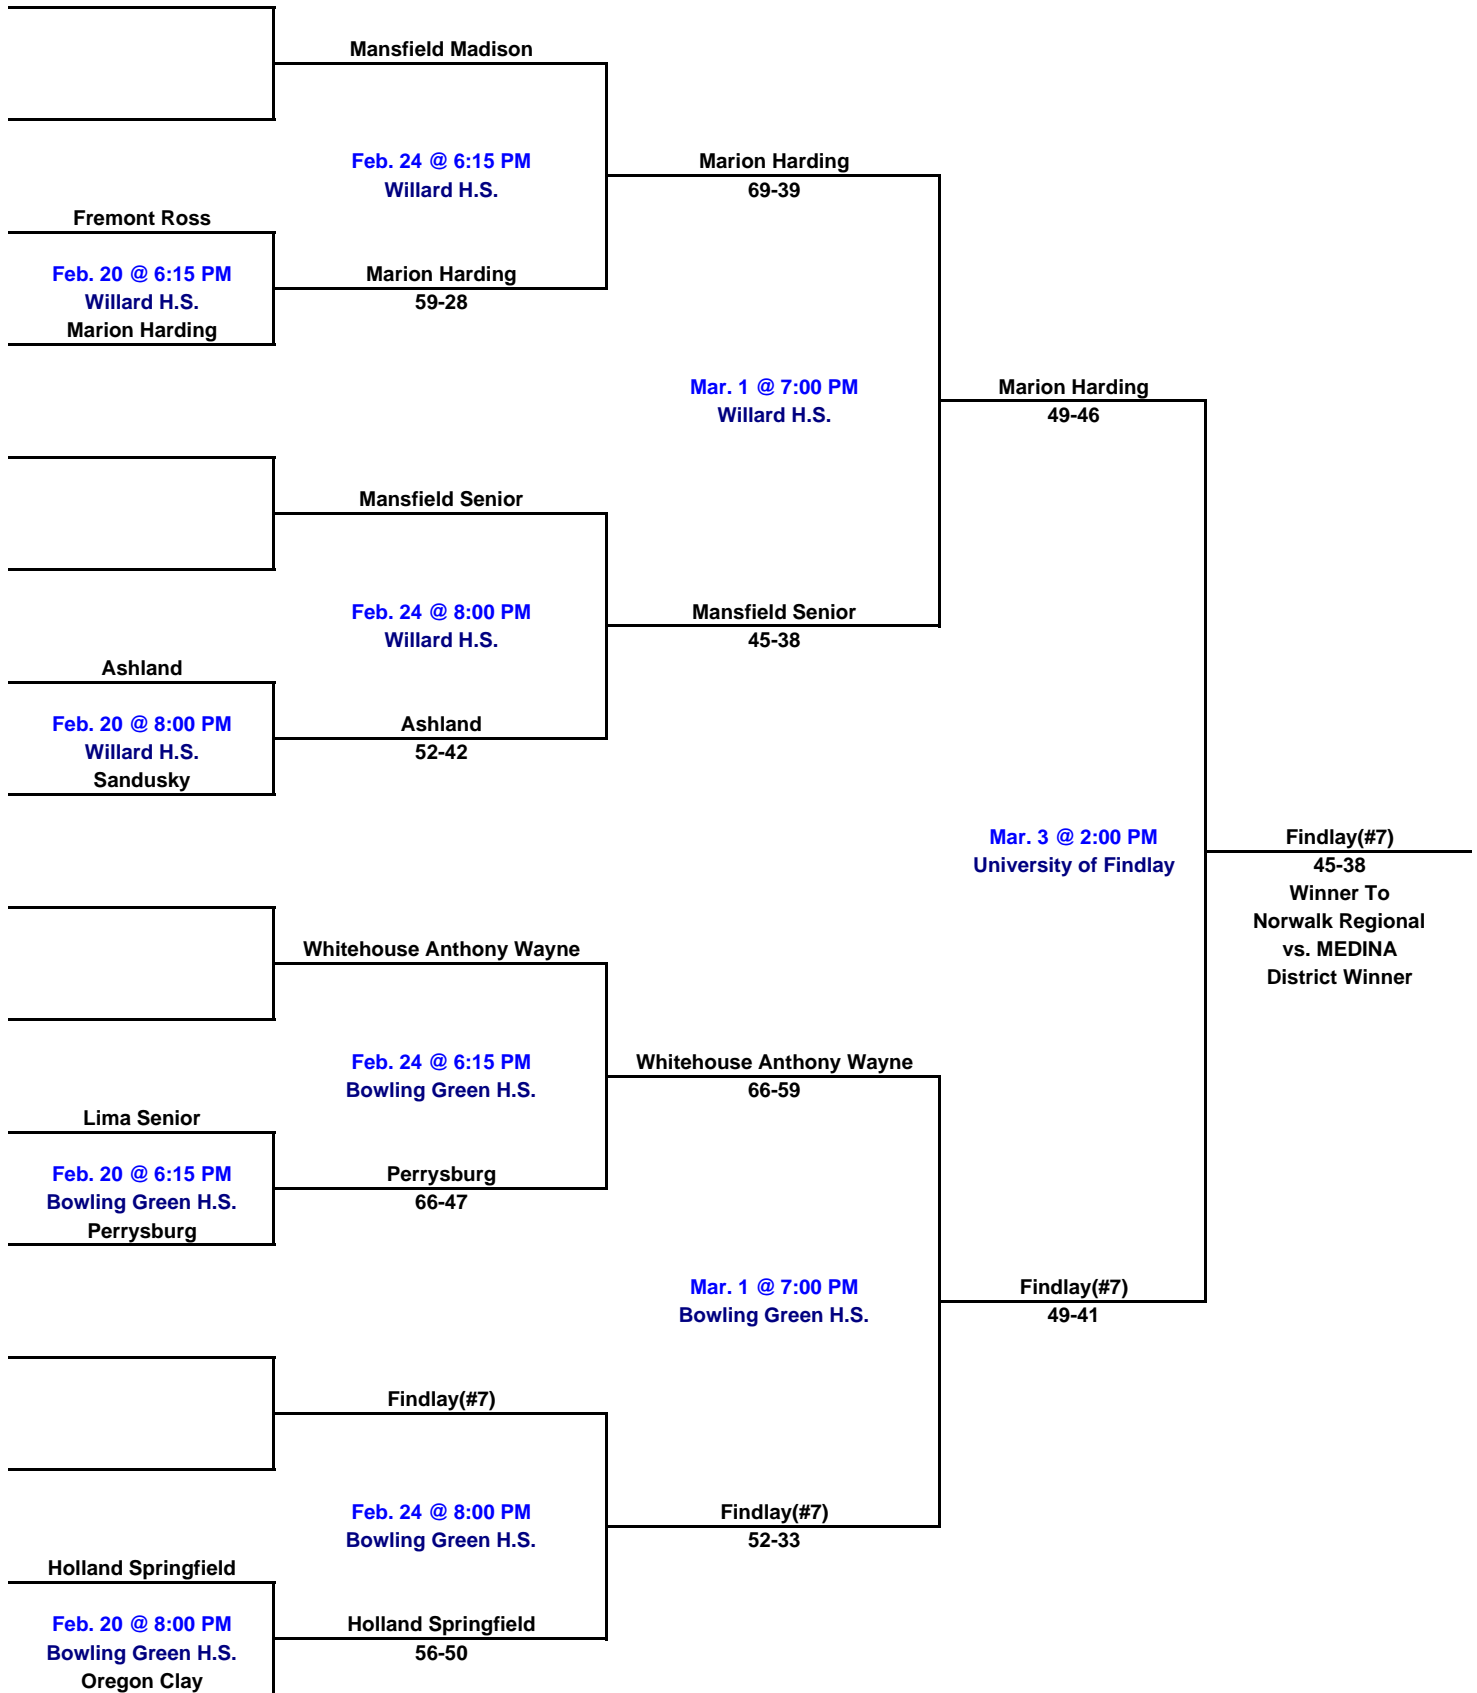 Mansfield Madison
Feb. 24 @ 6:15 PM
Willard H.S.
Marion Harding
69-39
Fremont Ross
Feb. 20 @ 6:15 PM
Willard H.S.
Marion Harding
Marion Harding
59-28
Mar. 1 @ 7:00 PM
Willard H.S.
Marion Harding
49-46
Mansfield Senior
Feb. 24 @ 8:00 PM
Willard H.S.
Mansfield Senior
45-38
Ashland
Feb. 20 @ 8:00 PM
Willard H.S.
Sandusky
Ashland
52-42
Mar. 3 @ 2:00 PM
University of Findlay
Findlay(#7)
45-38
Winner To
Norwalk Regional
vs. MEDINA
District Winner
Whitehouse Anthony Wayne
Feb. 24 @ 6:15 PM
Bowling Green H.S.
Whitehouse Anthony Wayne
66-59
Lima Senior
Feb. 20 @ 6:15 PM
Bowling Green H.S.
Perrysburg
Perrysburg
66-47
Mar. 1 @ 7:00 PM
Bowling Green H.S.
Findlay(#7)
49-41
Findlay(#7)
Feb. 24 @ 8:00 PM
Bowling Green H.S.
Findlay(#7)
52-33
Holland Springfield
Feb. 20 @ 8:00 PM
Bowling Green H.S.
Oregon Clay
Holland Springfield
56-50